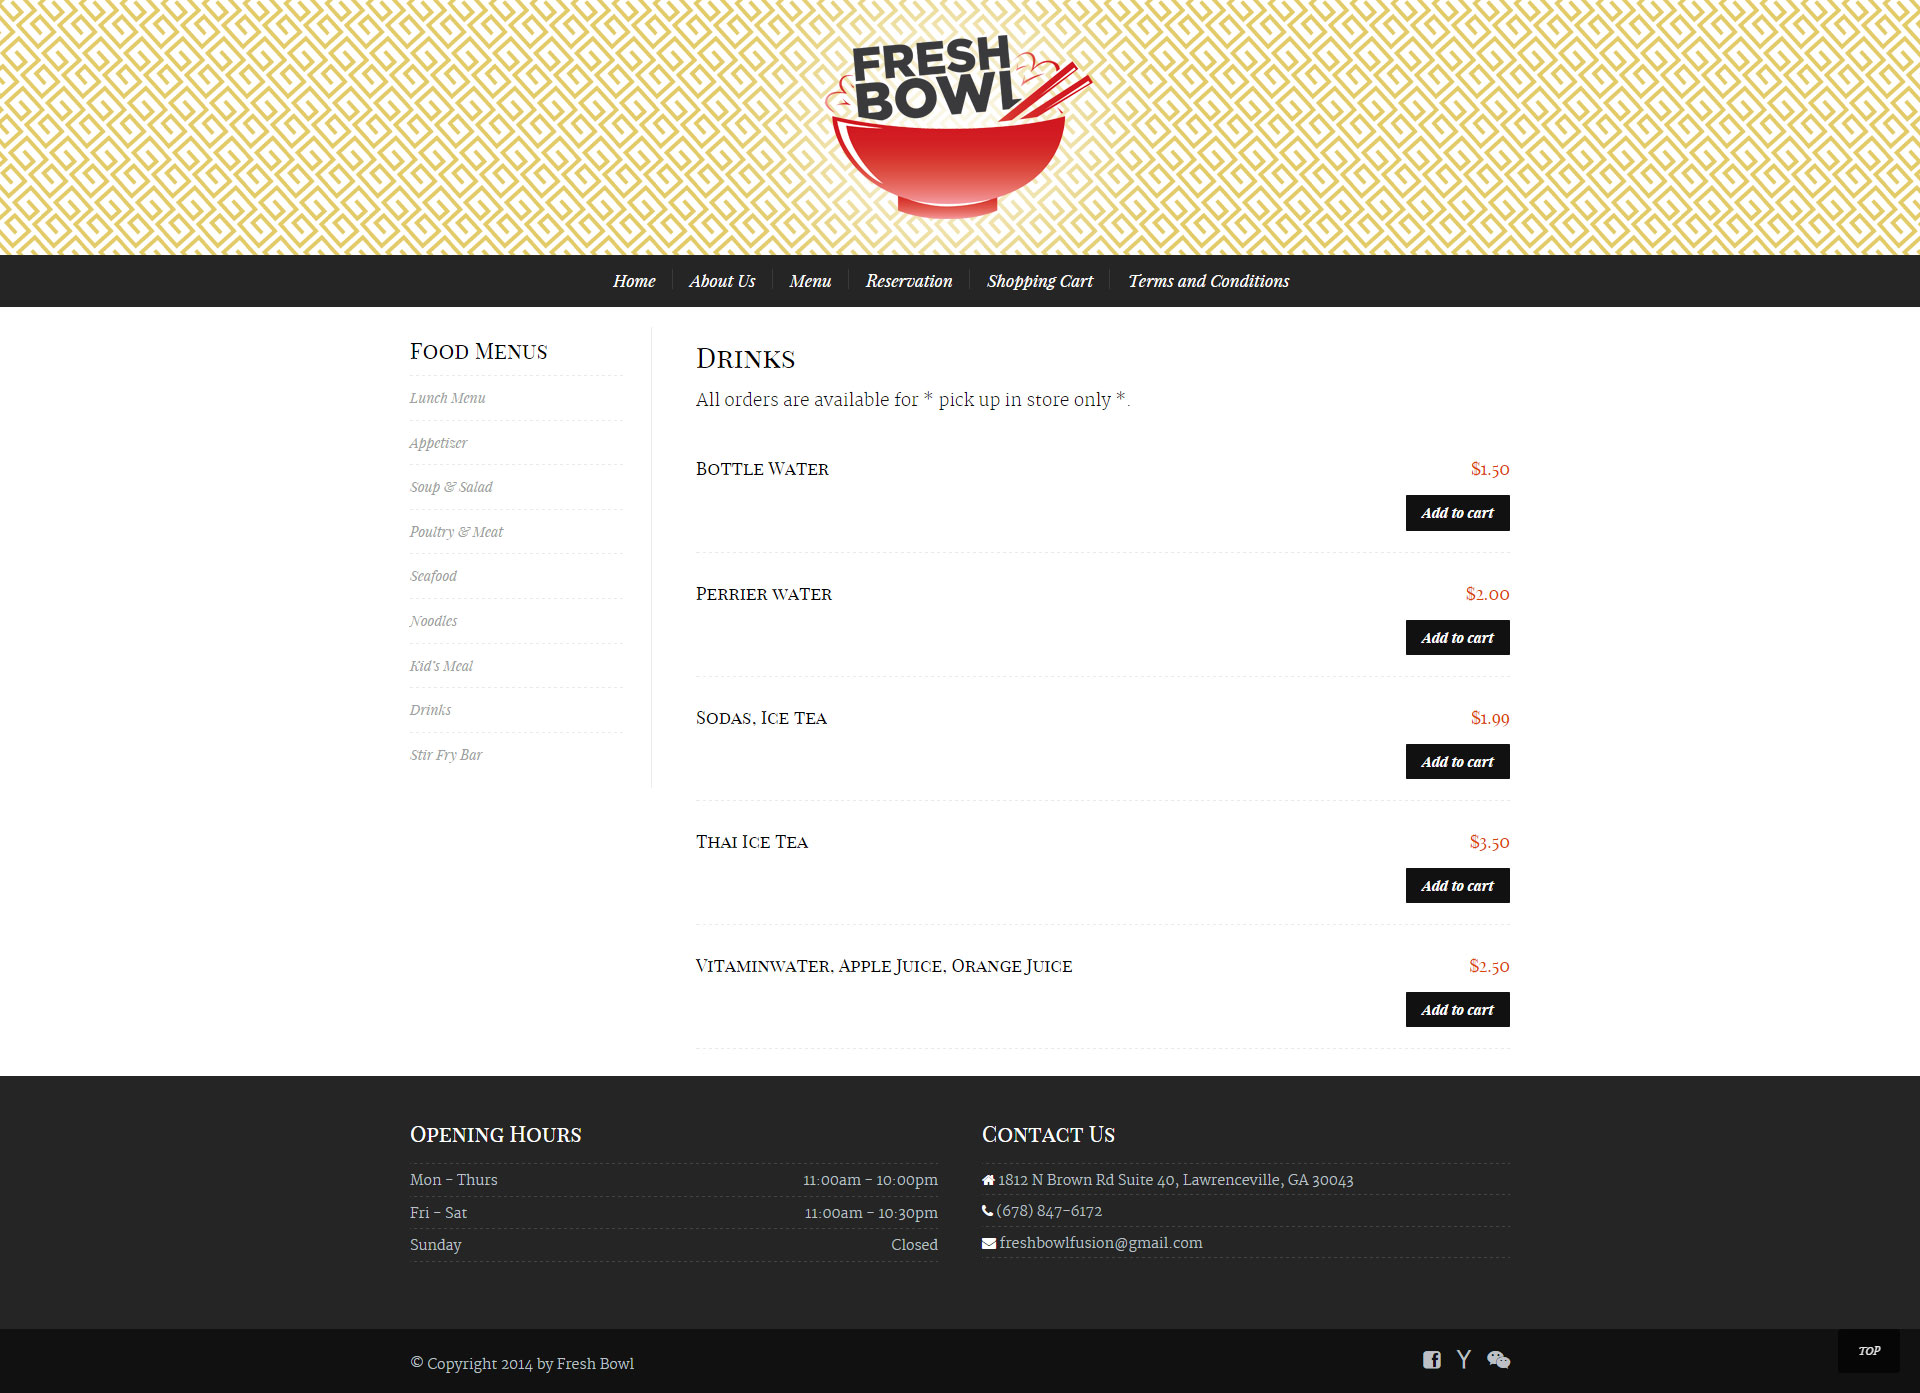 FRESH
BOWL
Home
About Us
Menu
Reservation
Shopping Cart
Terms and Conditions
Food Menus
Lunch Menu
Appetizer
Soup & Salad
Poultry & Meat
Seafood
Noodles
Kid's Meal
Drinks
Stir Fry Bar
Drinks
All orders are available for * pick up in store only *.
Bottle Water $1.50
Add to cart
Perrier water $2.00
Add to cart
Sodas, Ice Tea $1.99
Add to cart
Thai Ice Tea $3.50
Add to cart
Vitaminwater, Apple Juice, Orange Juice $2.50
Add to cart
Opening Hours
Mon - Thurs 11:00am - 10:00pm
Fri - Sat 11:00am - 10:30pm
Sunday Closed
Contact Us
1812 N Brown Rd Suite 40, Lawrenceville, GA 30043
(678) 847-6172
freshbowlfusion@gmail.com
© Copyright 2014 by Fresh Bowl
TOP